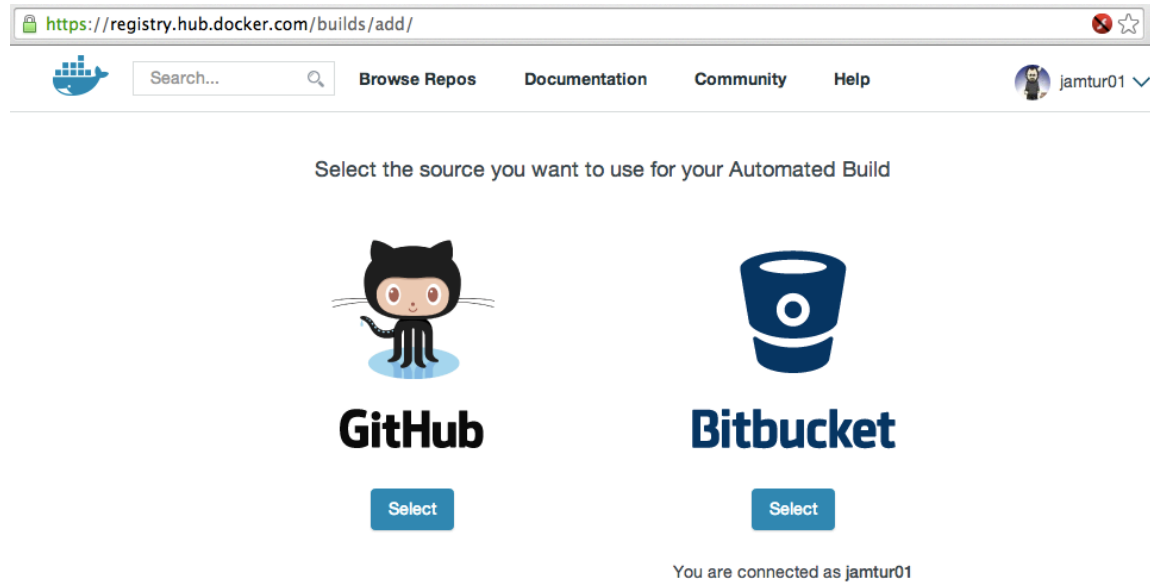 https://registry.hub.docker.com/builds/add/
Search... Browse Repos Documentation Community Help jamtur01
Select the source you want to use for your Automated Build
GitHub Bitbucket
Select Select
You are connected as jamtur01